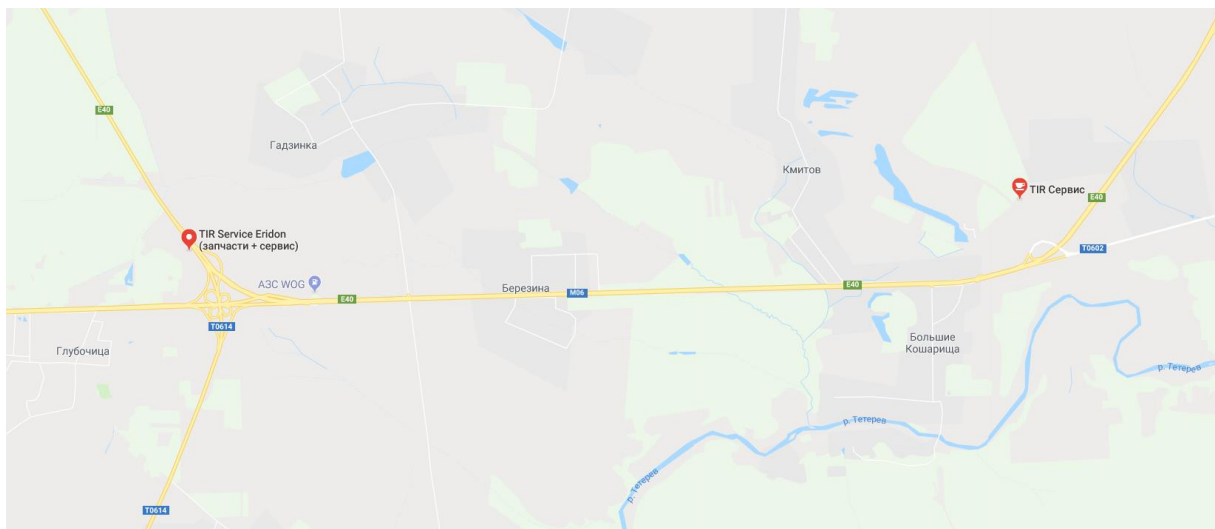 E40
Гадзинка
Кмитов
TIR Сервис
E40
TIR Service Eridon
(запчасти + сервис)
T0602
АЗС WOG
Березина
M06
E40
E40
T0614
Глубочица
Большие
Кошарища
р. Тетерев
р. Тетерев
р. Тетерев
T0614